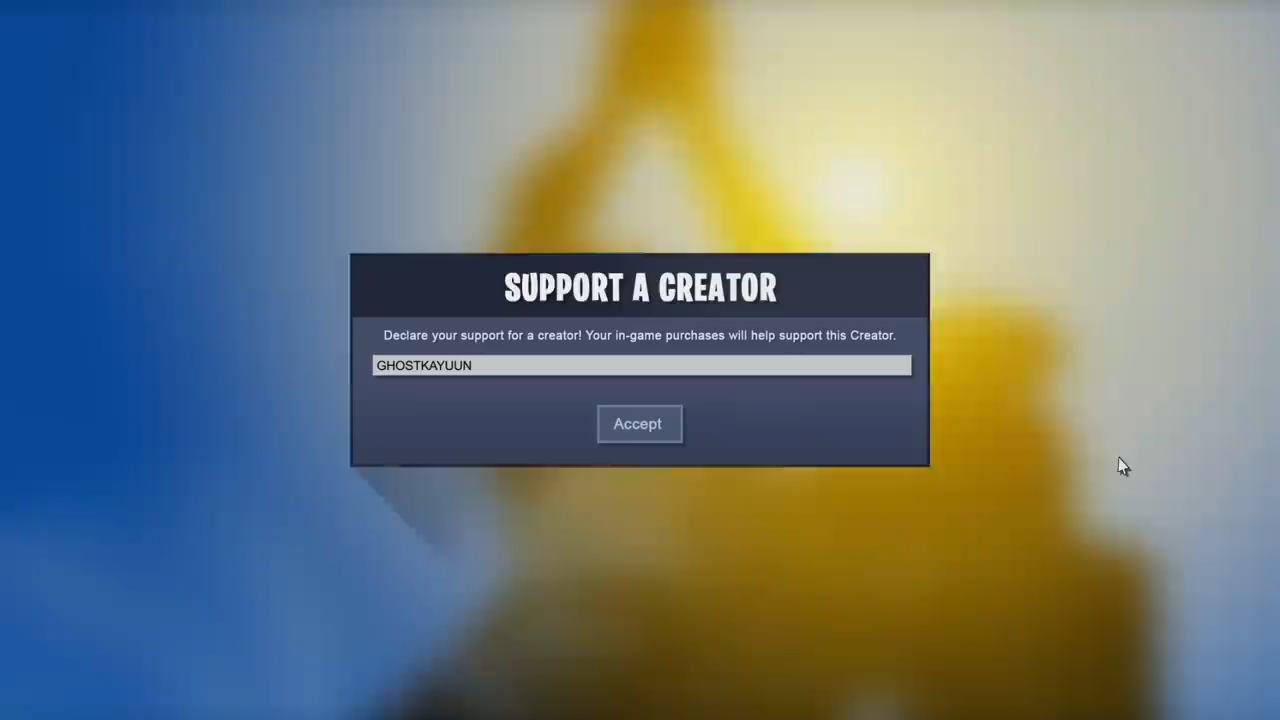 SUPPORT A CREATOR
Declare your support for a creator! Your in-game purchases will help support this Creator.
GHOSTKAYUUN
Accept